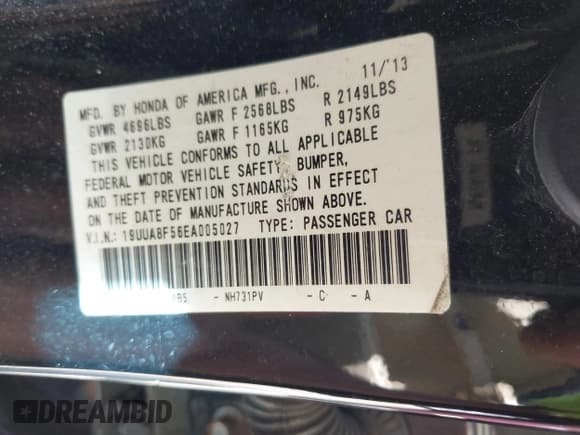 MFD. BY HONDA OF AMERICA MFG., INC. 11/'13
GVWR 4696LBS GAWR F 2568LBS R 2149LBS
GVWR 2130KG GAWR F 1165KG R 975KG
THIS VEHICLE CONFORMS TO ALL APPLICABLE
FEDERAL MOTOR VEHICLE SAFETY, BUMPER,
AND THEFT PREVENTION STANDARDS IN EFFECT
ON THE DATE OF MANUFACTURE SHOWN ABOVE.
V.I.N.: 19UUA8F56EA005027 TYPE: PASSENGER CAR
- NH731PV - C - A
DREAMBID